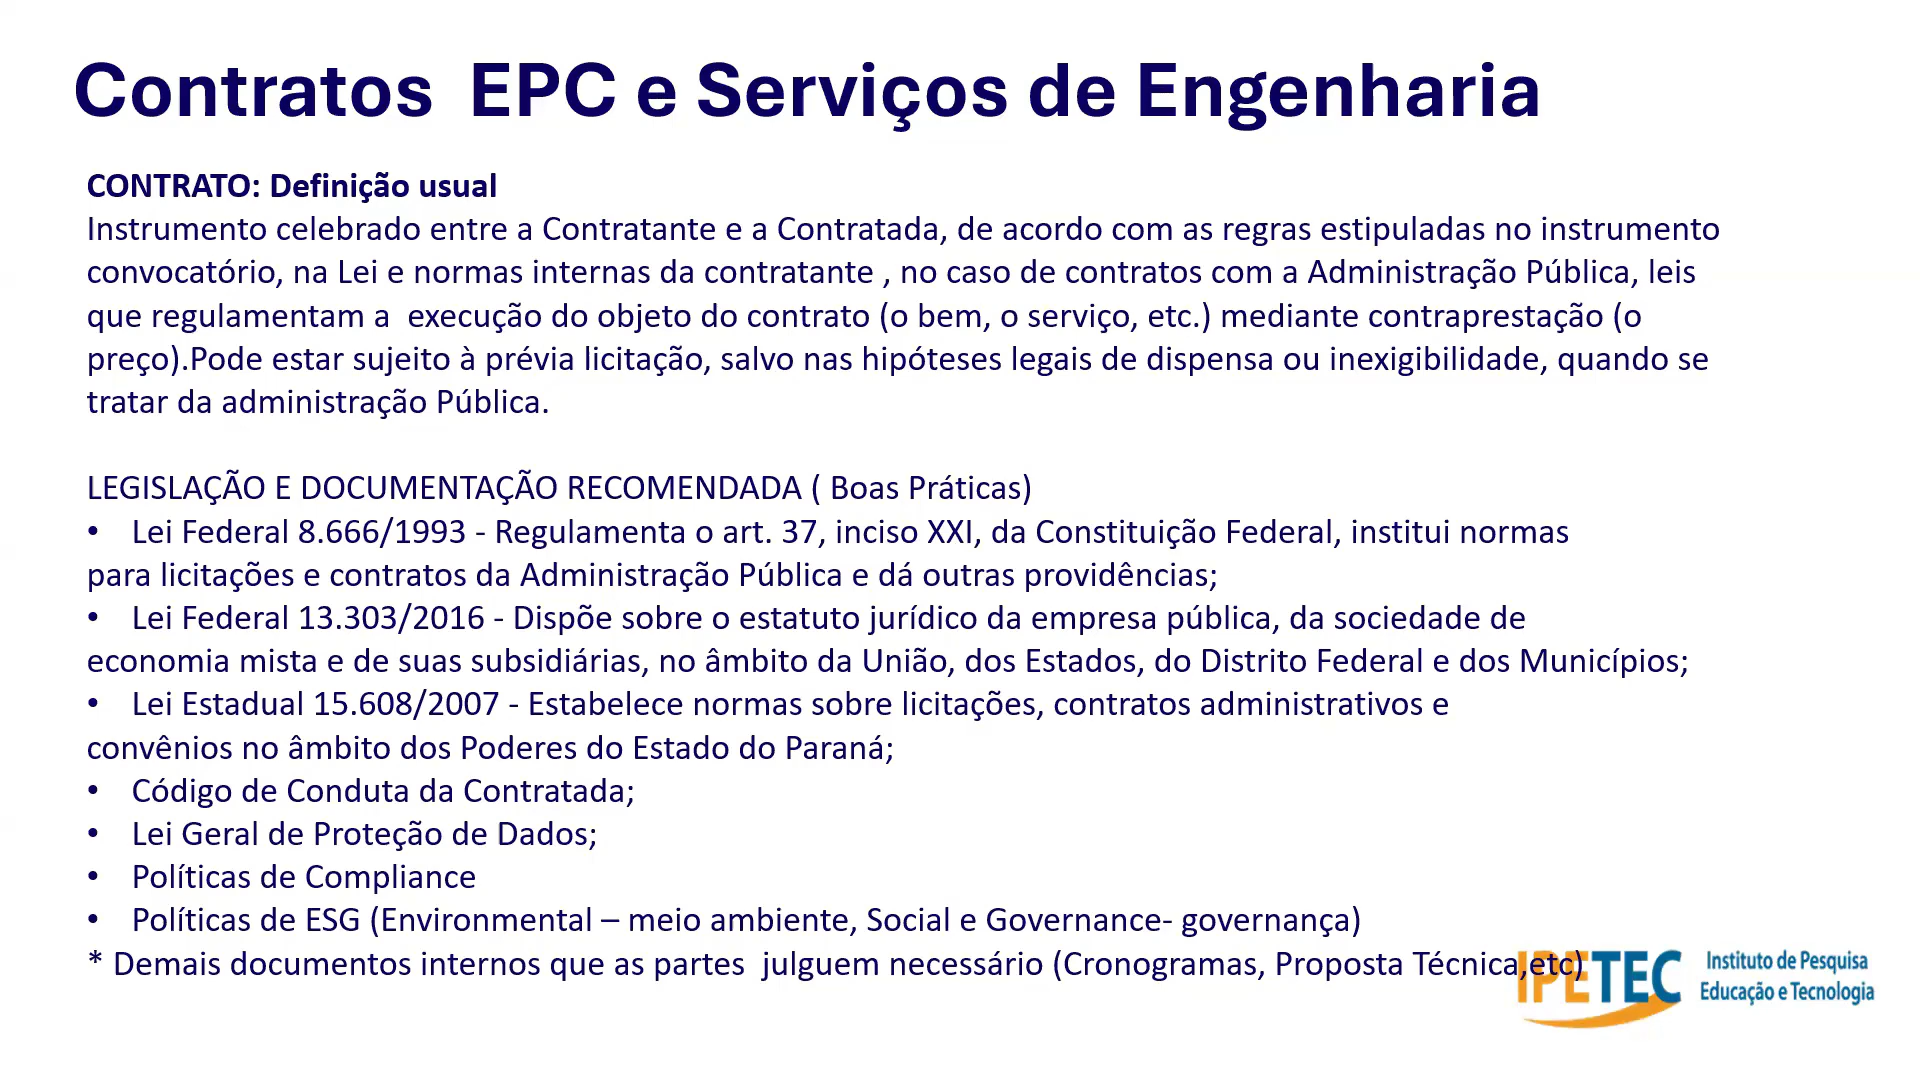 Contratos  EPC e Serviços de Engenharia
CONTRATO: Definição usual
Instrumento celebrado entre a Contratante e a Contratada, de acordo com as regras estipuladas no instrumento
convocatório, na Lei e normas internas da contratante , no caso de contratos com a Administração Pública, leis
que regulamentam a  execução do objeto do contrato (o bem, o serviço, etc.) mediante contraprestação (o
preço).Pode estar sujeito à prévia licitação, salvo nas hipóteses legais de dispensa ou inexigibilidade, quando se
tratar da administração Pública.
LEGISLAÇÃO E DOCUMENTAÇÃO RECOMENDADA ( Boas Práticas)
• Lei Federal 8.666/1993 - Regulamenta o art. 37, inciso XXI, da Constituição Federal, institui normas
para licitações e contratos da Administração Pública e dá outras providências;
• Lei Federal 13.303/2016 - Dispõe sobre o estatuto jurídico da empresa pública, da sociedade de
economia mista e de suas subsidiárias, no âmbito da União, dos Estados, do Distrito Federal e dos Municípios;
• Lei Estadual 15.608/2007 - Estabelece normas sobre licitações, contratos administrativos e
convênios no âmbito dos Poderes do Estado do Paraná;
• Código de Conduta da Contratada;
• Lei Geral de Proteção de Dados;
• Políticas de Compliance
• Políticas de ESG (Environmental – meio ambiente, Social e Governance- governança)
* Demais documentos internos que as partes  julguem necessário (Cronogramas, Proposta Técnica,etc)
IPETEC
Instituto de Pesquisa
Educação e Tecnologia